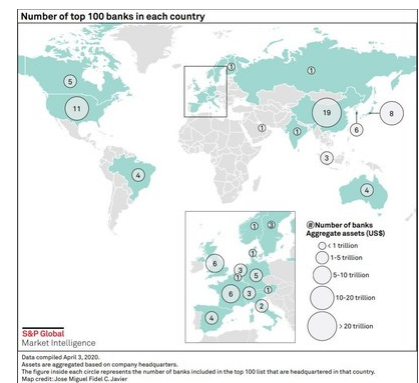 Number of top 100 banks in each country
5
11
4
1
1
1
1
19
8
6
3
4
1
3
1
6
3
1
5
6
3
1
2
4
# Number of banks
Aggregate assets (US$)
< 1 trillion
1-5 trillion
5-10 trillion
10-20 trillion
> 20 trillion
S&P Global
Market Intelligence
Data compiled April 3, 2020.
Assets are aggregated based on company headquarters.
The figure inside each circle represents the number of banks included in the top 100 list that are headquartered in that country.
Map credit: Jose Miguel Fidel C. Javier